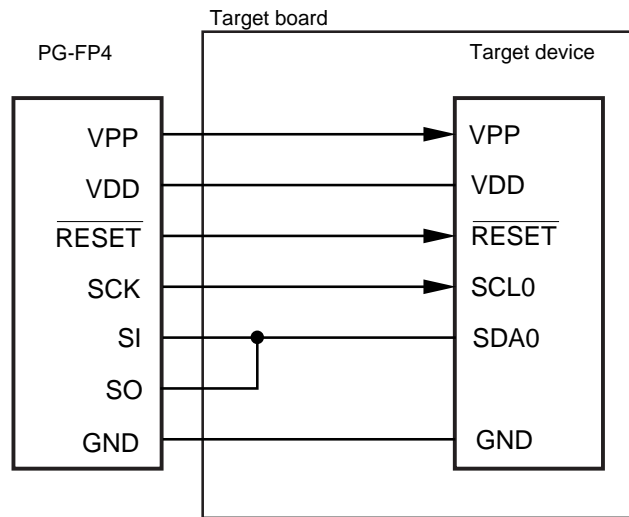 Target board
PG-FP4
Target device
VPP
VPP
VDD
VDD
RESET
RESET
SCK
SCL0
SI
SDA0
SO
GND
GND